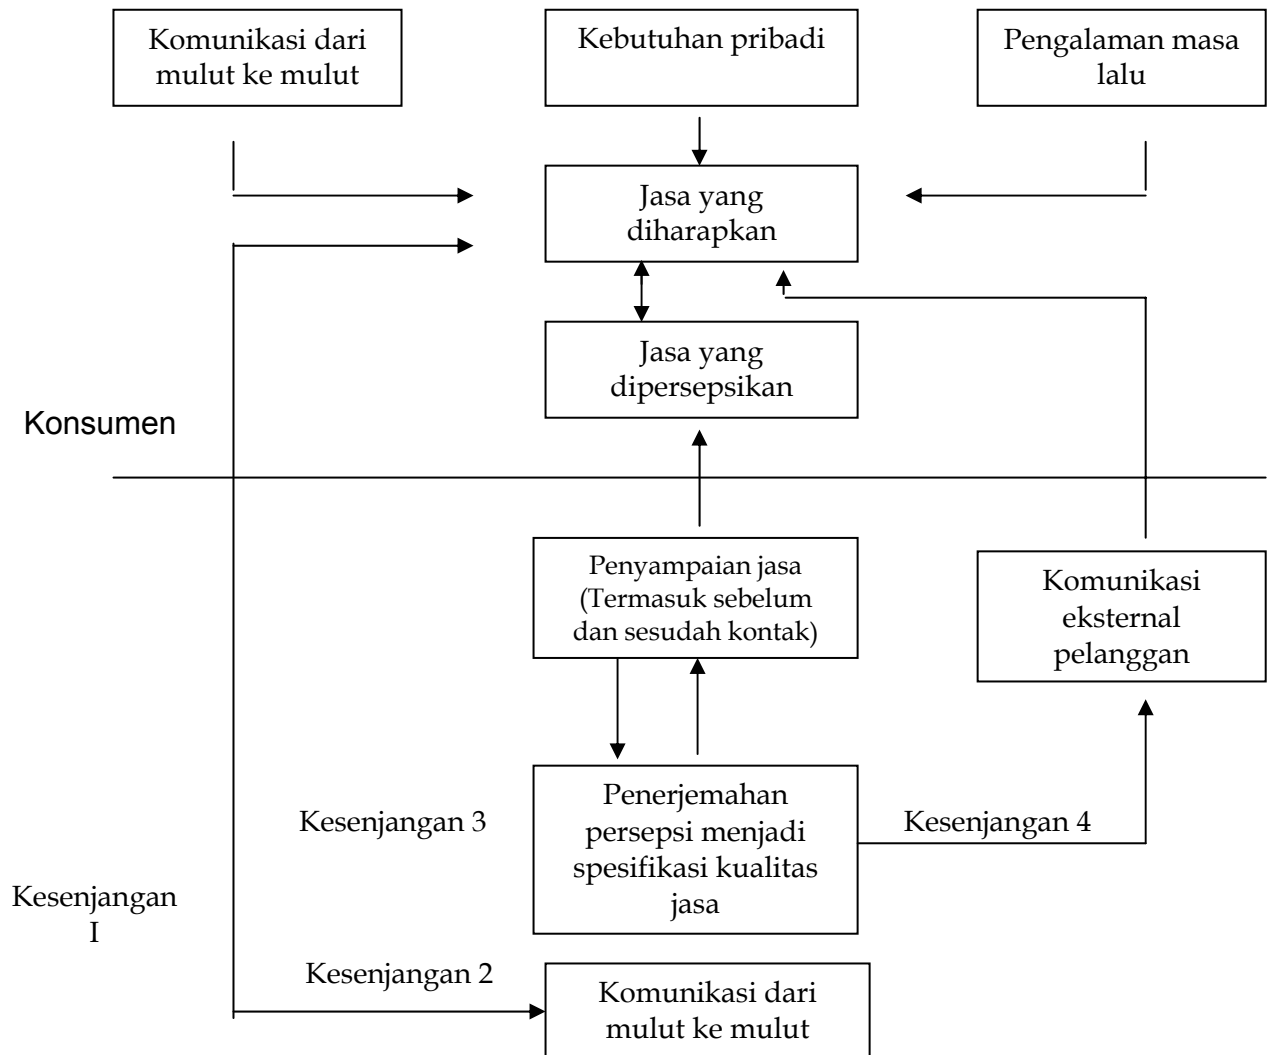 Komunikasi dari
mulut ke mulut
Kebutuhan pribadi
Pengalaman masa
lalu
Jasa yang
diharapkan
Jasa yang
dipersepsikan
Konsumen
Penyampaian jasa
(Termasuk sebelum
dan sesudah kontak)
Komunikasi
eksternal
pelanggan
Kesenjangan 3
Penerjemahan
persepsi menjadi
spesifikasi kualitas
jasa
Kesenjangan 4
Kesenjangan
I
Kesenjangan 2
Komunikasi dari
mulut ke mulut